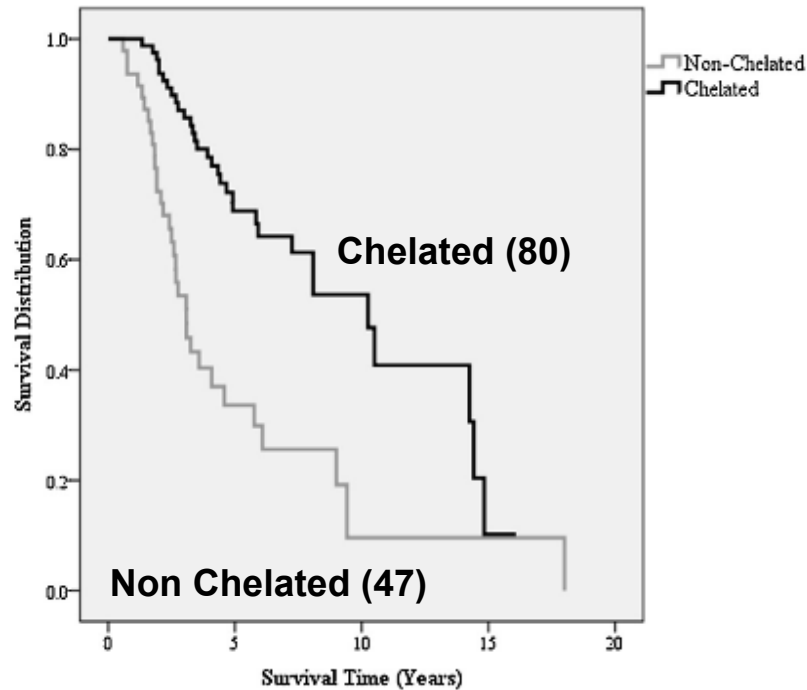 1.0
0.8
0.6
0.4
0.2
0.0
Survival Distribution
Non-Chelated
Chelated
Chelated (80)
Non Chelated (47)
0 5 10 15 20
Survival Time (Years)